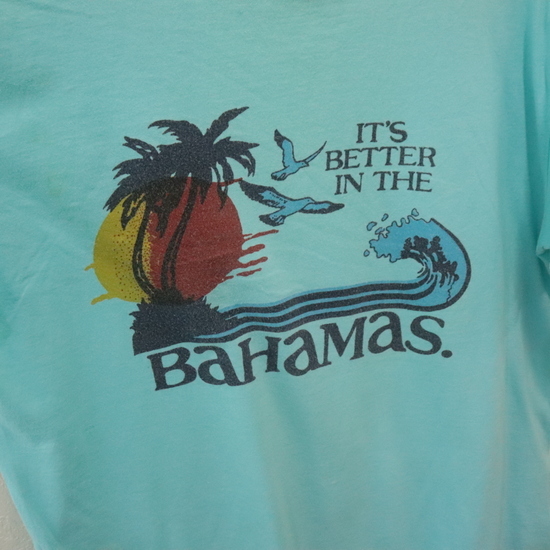 IT'S
BETTER
IN THE
BAHAMAS.